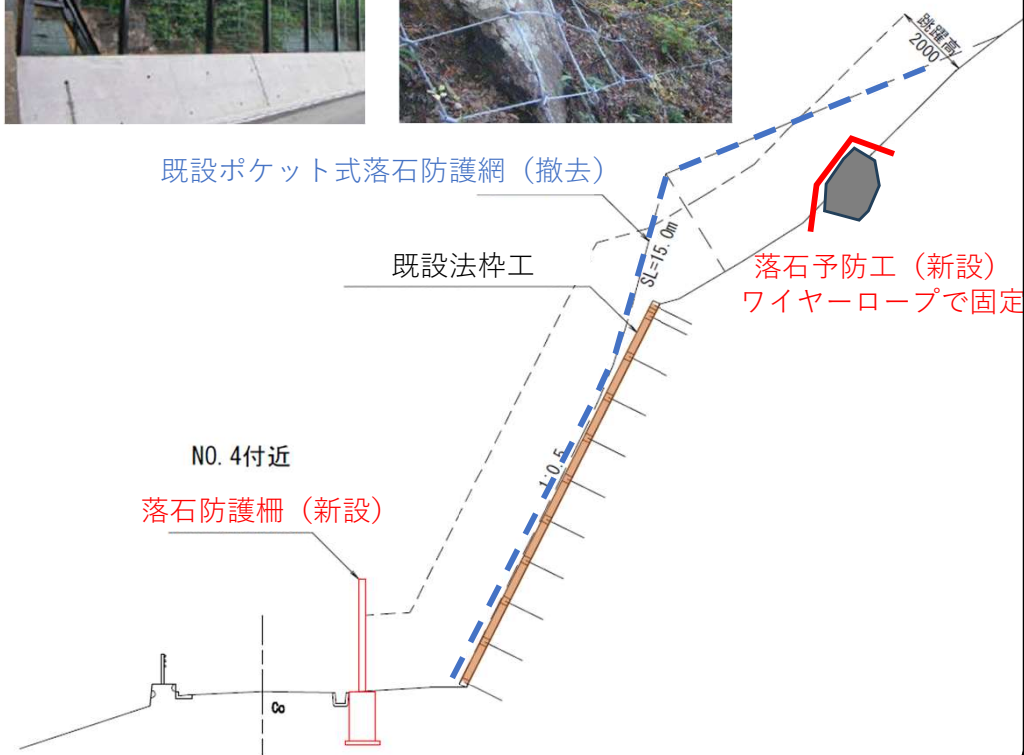 跳躍高
2000
既設ポケット式落石防護網（撤去）
SL=15.0m
既設法枠工
落石予防工（新設）
ワイヤーロープで固定
1:0.5
NO.4付近
落石防護柵（新設）